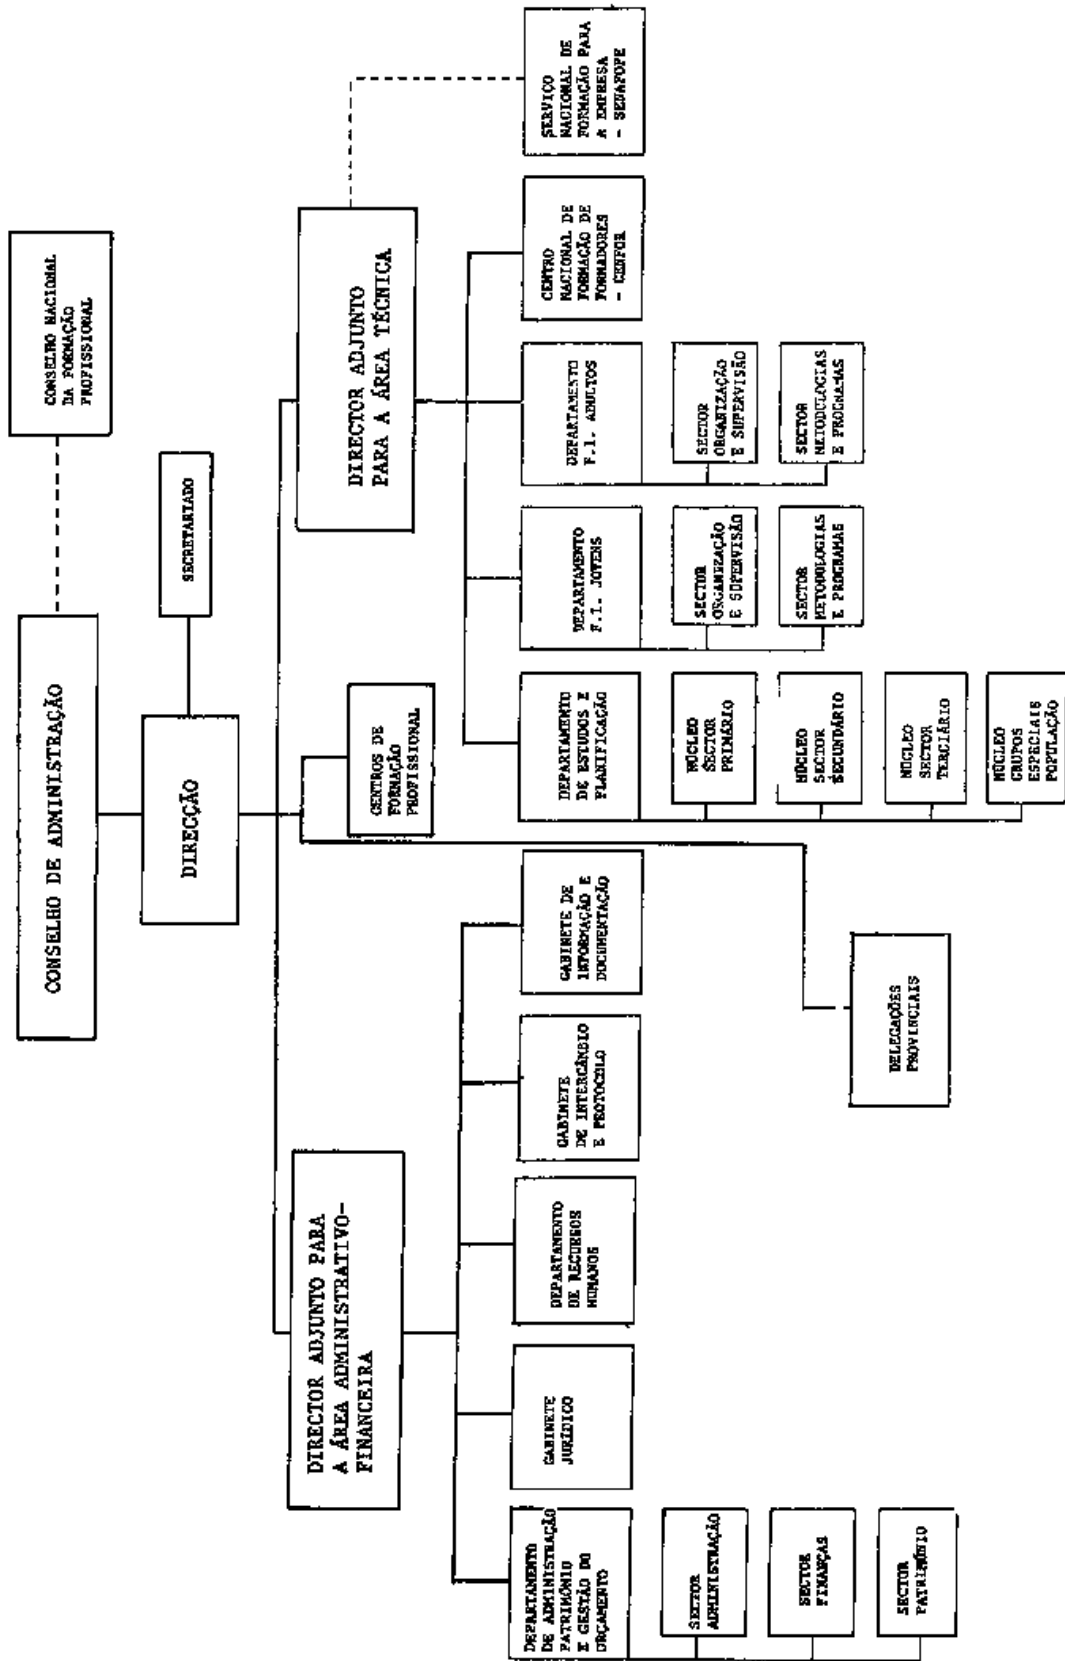 CONSELHO DE ADMINISTRAÇÃO
CONSELHO NACIONAL
DA FORMAÇÃO
PROFISSIONAL
SECRETARIADO
DIRECÇÃO
DIRECTOR ADJUNTO PARA
A ÁREA ADMINISTRATIVO-
FINANCEIRA
CENTROS DE
FORMAÇÃO
PROFISSIONAL
DIRECTOR ADJUNTO
PARA A ÁREA TÉCNICA
DEPARTAMENTO
DE ADMINISTRAÇÃO
PATRIMÓNIO
E GESTÃO DO
ORÇAMENTO
GABINETE
JURÍDICO
DEPARTAMENTO
DE RECURSOS
HUMANOS
GABINETE
DE INTERCÂMBIO
E PROTOCOLO
GABINETE DE
INFORMAÇÃO E
DOCUMENTAÇÃO
DEPARTAMENTO
DE ESTUDOS E
PLANIFICAÇÃO
DEPARTAMENTO
F.I. JOVENS
DEPARTAMENTO
F.I. ADULTOS
CENTRO
NACIONAL DE
FORMAÇÃO DE
FORMADORES
- CENFOR
SERVIÇO
NACIONAL DE
FORMAÇÃO PARA
A EMPRESA
- SENAFOPE
SECTOR
ADMINISTRAÇÃO
SECTOR
FINANÇAS
SECTOR
PATRIMÓNIO
NÚCLEO
SECTOR
PRIMÁRIO
NÚCLEO
SECTOR
SECUNDÁRIO
NÚCLEO
SECTOR
TERCIÁRIO
NÚCLEO
GRUPOS
ESPECIAIS
POPULAÇÃO
SECTOR
ORGANIZAÇÃO
E SUPERVISÃO
SECTOR
METODOLOGIAS
E PROGRAMAS
SECTOR
ORGANIZAÇÃO
E SUPERVISÃO
SECTOR
METODOLOGIAS
E PROGRAMAS
DELEGAÇÕES
PROVINCIAIS